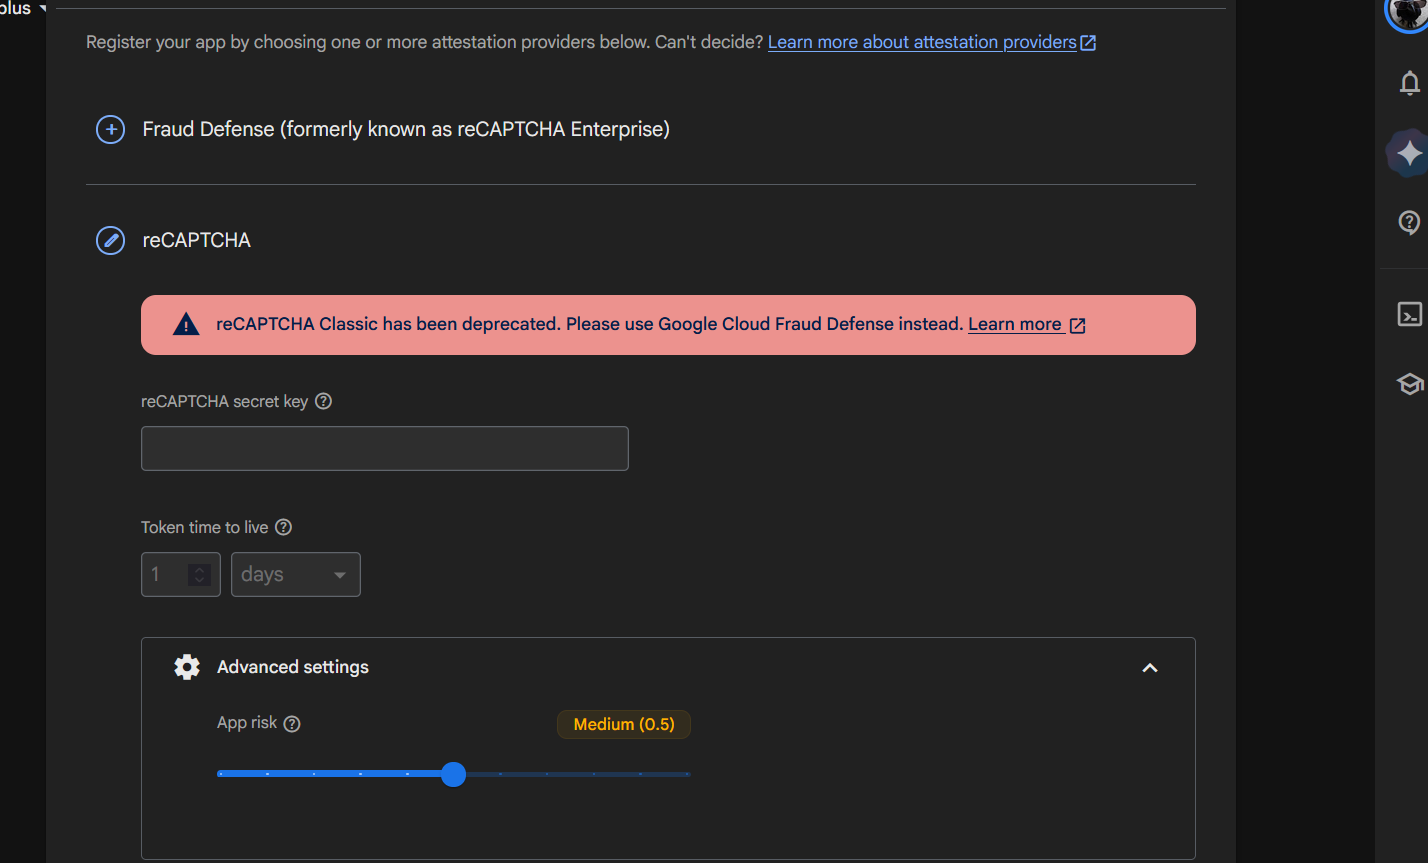 plus
Register your app by choosing one or more attestation providers below. Can't decide? Learn more about attestation providers
Fraud Defense (formerly known as reCAPTCHA Enterprise)
reCAPTCHA
reCAPTCHA Classic has been deprecated. Please use Google Cloud Fraud Defense instead. Learn more
reCAPTCHA secret key
Token time to live
1 days
Advanced settings
App risk Medium (0.5)